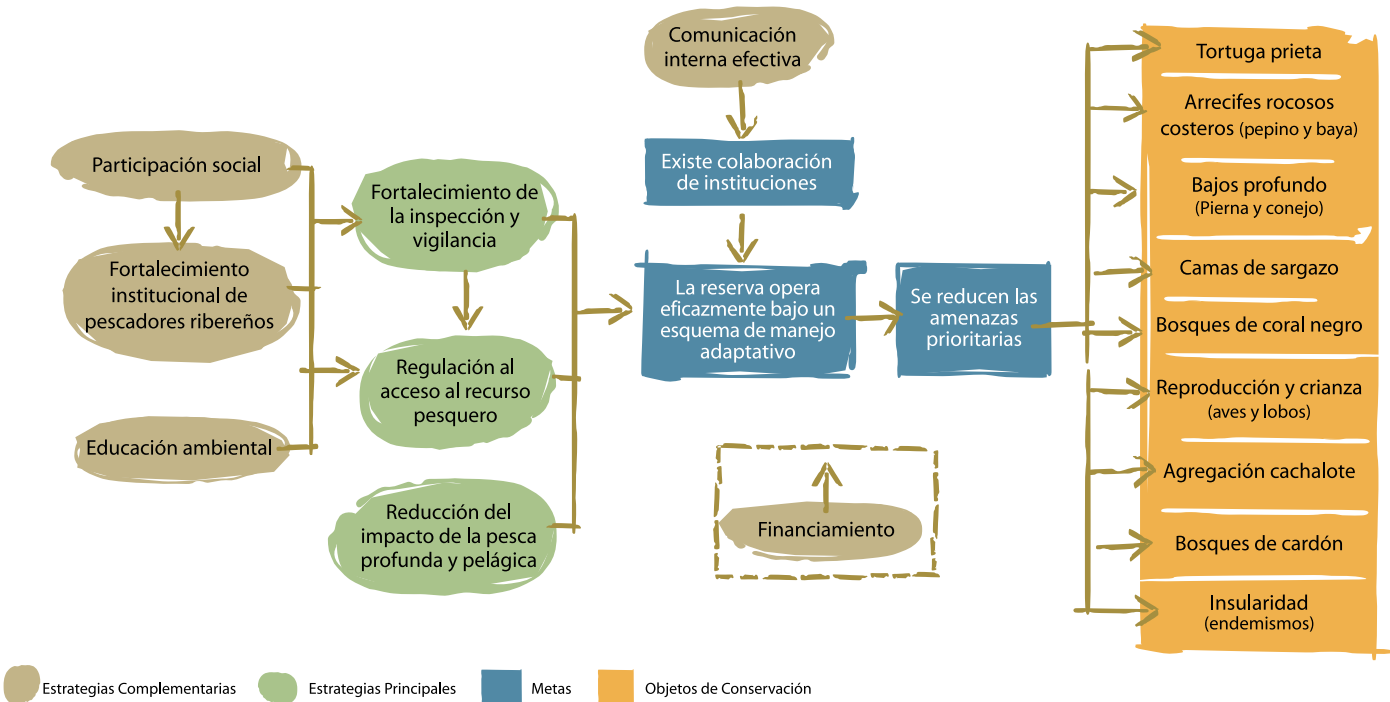 Comunicación
interna efectiva
Participación social
Fortalecimiento
institucional de
pescadores ribereños
Educación ambiental
Fortalecimiento de
la inspección y
vigilancia
Regulación al
acceso al recurso
pesquero
Reducción del
impacto de la pesca
profunda y pelágica
Existe colaboración
de instituciones
La reserva opera
eficazmente bajo un
esquema de manejo
adaptativo
Se reducen las
amenazas
prioritarias
Financiamiento
Tortuga prieta
Arrecifes rocosos
costeros (pepino y baya)
Bajos profundo
(Pierna y conejo)
Camas de sargazo
Bosques de coral negro
Reproducción y crianza
(aves y lobos)
Agregación cachalote
Bosques de cardón
Insularidad
(endemismos)
Estrategias Complementarias
Estrategias Principales
Metas
Objetos de Conservación